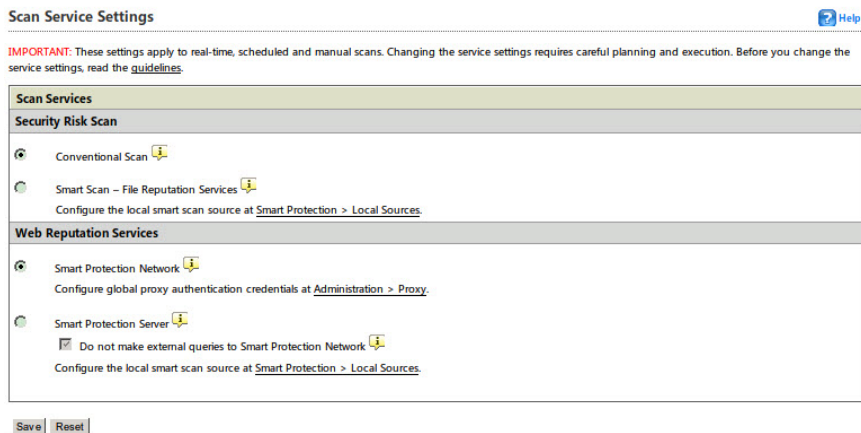 Scan Service Settings
Help
IMPORTANT: These settings apply to real-time, scheduled and manual scans. Changing the service settings requires careful planning and execution. Before you change the
service settings, read the guidelines.
Scan Services
Security Risk Scan
Conventional Scan
Smart Scan – File Reputation Services
Configure the local smart scan source at Smart Protection > Local Sources.
Web Reputation Services
Smart Protection Network
Configure global proxy authentication credentials at Administration > Proxy.
Smart Protection Server
Do not make external queries to Smart Protection Network
Configure the local smart scan source at Smart Protection > Local Sources.
Save Reset